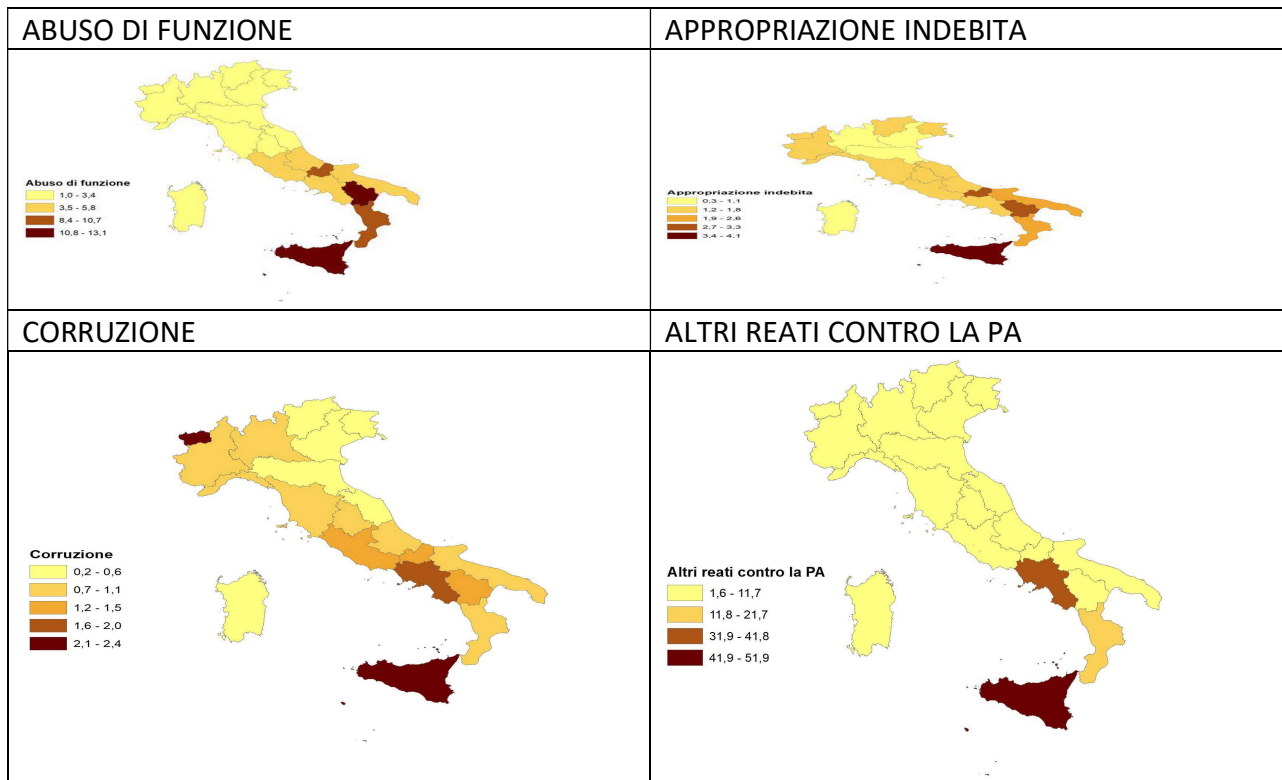 ABUSO DI FUNZIONE
APPROPRIAZIONE INDEBITA
Abuso di funzione
1,0 - 3,4
3,5 - 5,8
8,4 - 10,7
10,8 - 13,1
Appropriazione indebita
0,3 - 1,1
1,2 - 1,8
1,9 - 2,6
2,7 - 3,3
3,4 - 4,1
CORRUZIONE
ALTRI REATI CONTRO LA PA
Corruzione
0,2 - 0,6
0,7 - 1,1
1,2 - 1,5
1,6 - 2,0
2,1 - 2,4
Altri reati contro la PA
1,6 - 11,7
11,8 - 21,7
31,9 - 41,8
41,9 - 51,9